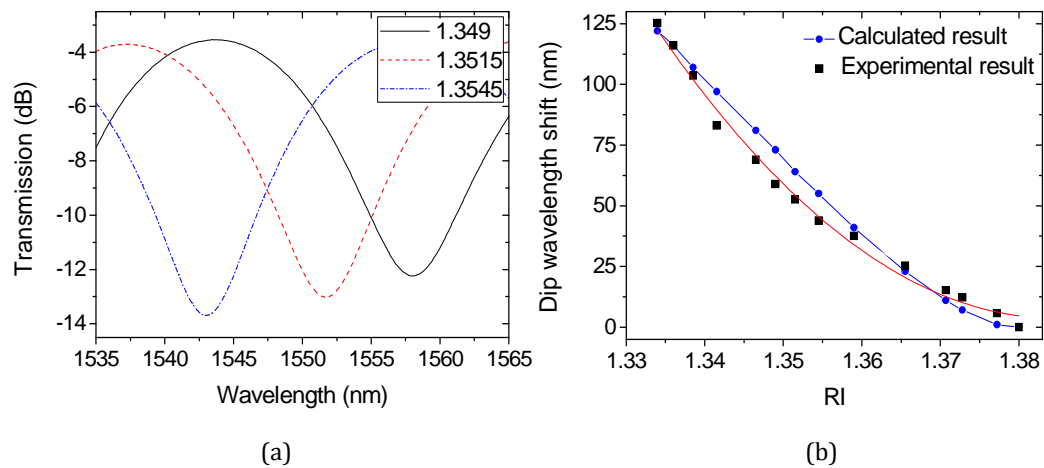 1.349
1.3515
1.3545
-4
-6
-8
-10
-12
-14
Transmission (dB)
1535 1540 1545 1550 1555 1560 1565
Wavelength (nm)
(a)
Calculated result
Experimental result
125
100
75
50
25
0
Dip wavelength shift (nm)
1.33 1.34 1.35 1.36 1.37 1.38
RI
(b)